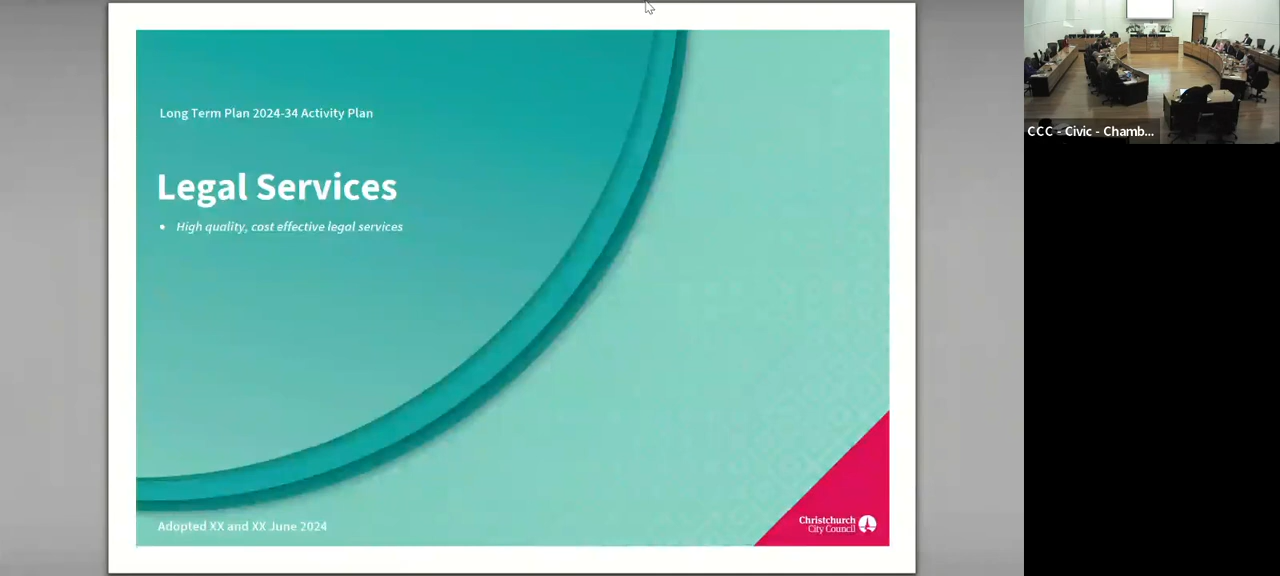 Long Term Plan 2024-34 Activity Plan
Legal Services
• High quality, cost effective legal services
Adopted XX and XX June 2024
Christchurch
City Council
CCC - Civic - Chamb...